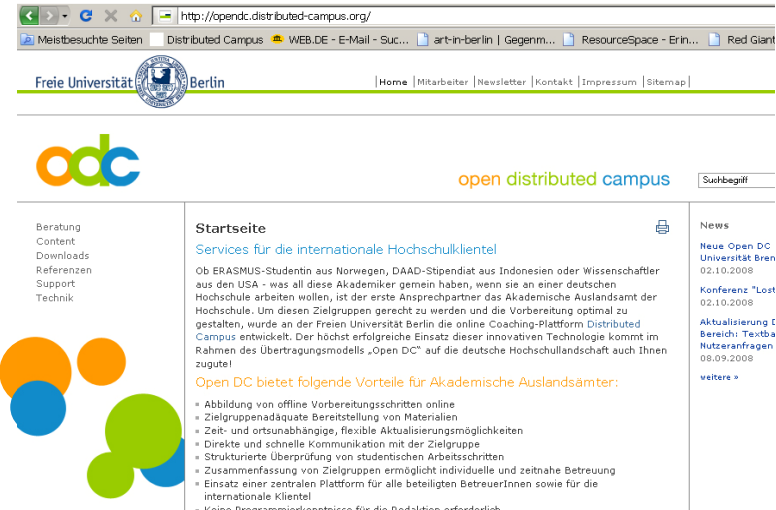 http://opendc.distributed-campus.org/
Meistbesuchte Seiten Distributed Campus WEB.DE - E-Mail - Suc... art-in-berlin | Gegenm... ResourceSpace - Erin... Red Giant
Freie Universität Berlin
|Home |Mitarbeiter |Newsletter |Kontakt |Impressum |Sitemap|
odc
open distributed campus
Suchbegriff
Beratung
Content
Downloads
Referenzen
Support
Technik
Startseite
Services für die internationale Hochschulklientel
Ob ERASMUS-Studentin aus Norwegen, DAAD-Stipendiat aus Indonesien oder Wissenschaftler
aus den USA - was all diese Akademiker gemein haben, wenn sie an einer deutschen
Hochschule arbeiten wollen, ist der erste Ansprechpartner das Akademische Auslandsamt der
Hochschule. Um diesen Zielgruppen gerecht zu werden und die Vorbereitung optimal zu
gestalten, wurde an der Freien Universität Berlin die online Coaching-Plattform Distributed
Campus entwickelt. Der höchst erfolgreiche Einsatz dieser innovativen Technologie kommt im
Rahmen des Übertragungsmodells „Open DC" auf die deutsche Hochschullandschaft auch Ihnen
zugute!
Open DC bietet folgende Vorteile für Akademische Auslandsämter:
Abbildung von offline Vorbereitungsschritten online
Zielgruppenadäquate Bereitstellung von Materialien
Zeit- und ortsunabhängige, flexible Aktualisierungsmöglichkeiten
Direkte und schnelle Kommunikation mit der Zielgruppe
Strukturierte Überprüfung von studentischen Arbeitsschritten
Zusammenfassung von Zielgruppen ermöglicht individuelle und zeitnahe Betreuung
Einsatz einer zentralen Plattform für alle beteiligten BetreuerInnen sowie für die
internationale Klientel
Keine Programmierkenntnisse für die Redaktion erforderlich
News
Neue Open DC
Universität Bren
02.10.2008
Konferenz "Lost
02.10.2008
Aktualisierung D
Bereich: Textba
Nutzeranfragen
08.09.2008
weitere »